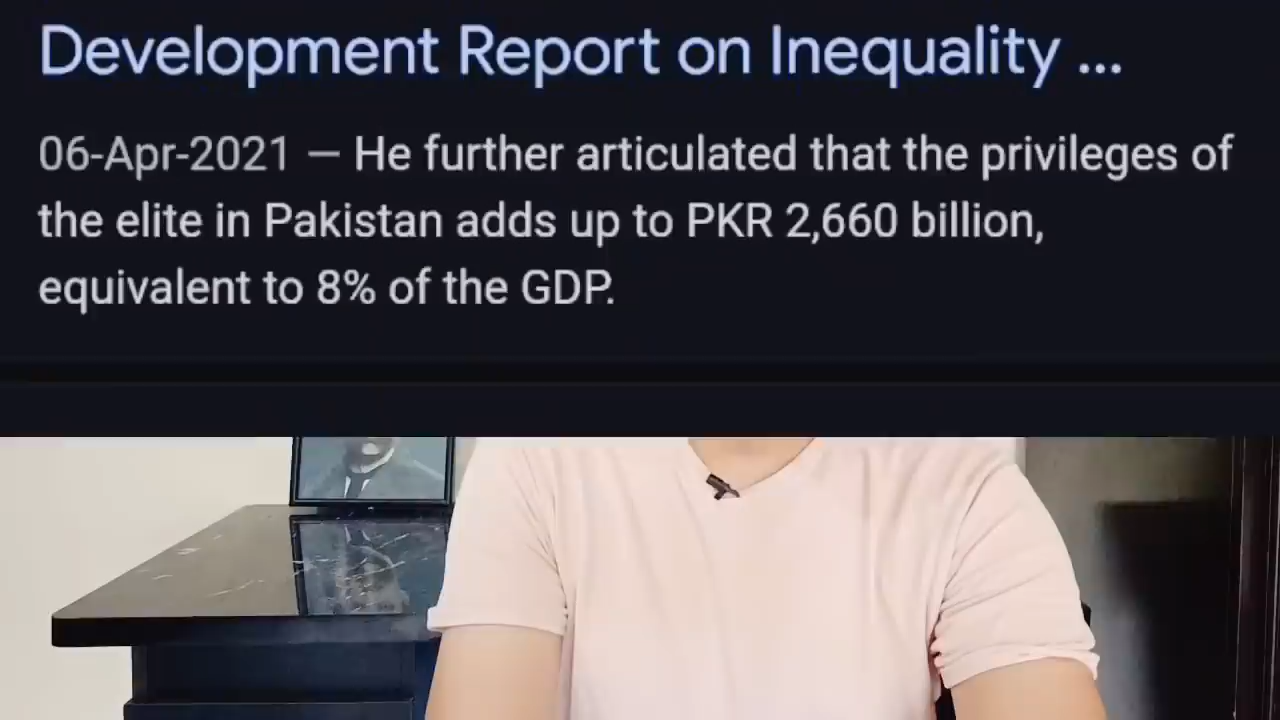 Development Report on Inequality ...
06-Apr-2021 — He further articulated that the privileges of
the elite in Pakistan adds up to PKR 2,660 billion,
equivalent to 8% of the GDP.